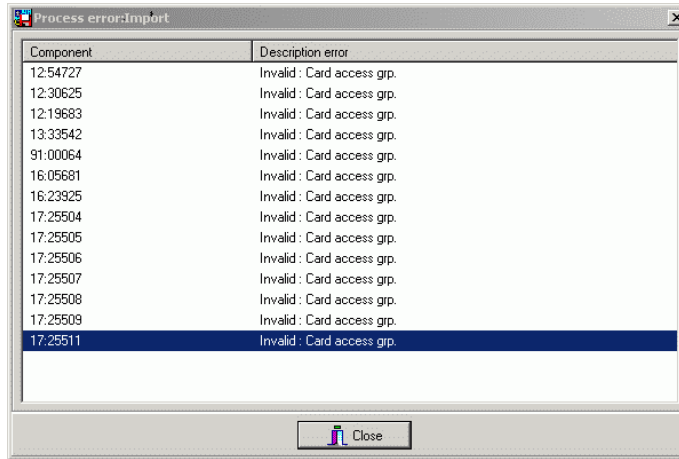 Process error:Import
Component Description error
12:54727 Invalid : Card access grp.
12:30625 Invalid : Card access grp.
12:19683 Invalid : Card access grp.
13:33542 Invalid : Card access grp.
91:00064 Invalid : Card access grp.
16:05681 Invalid : Card access grp.
16:23925 Invalid : Card access grp.
17:25504 Invalid : Card access grp.
17:25505 Invalid : Card access grp.
17:25506 Invalid : Card access grp.
17:25507 Invalid : Card access grp.
17:25508 Invalid : Card access grp.
17:25509 Invalid : Card access grp.
17:25511 Invalid : Card access grp.
Close